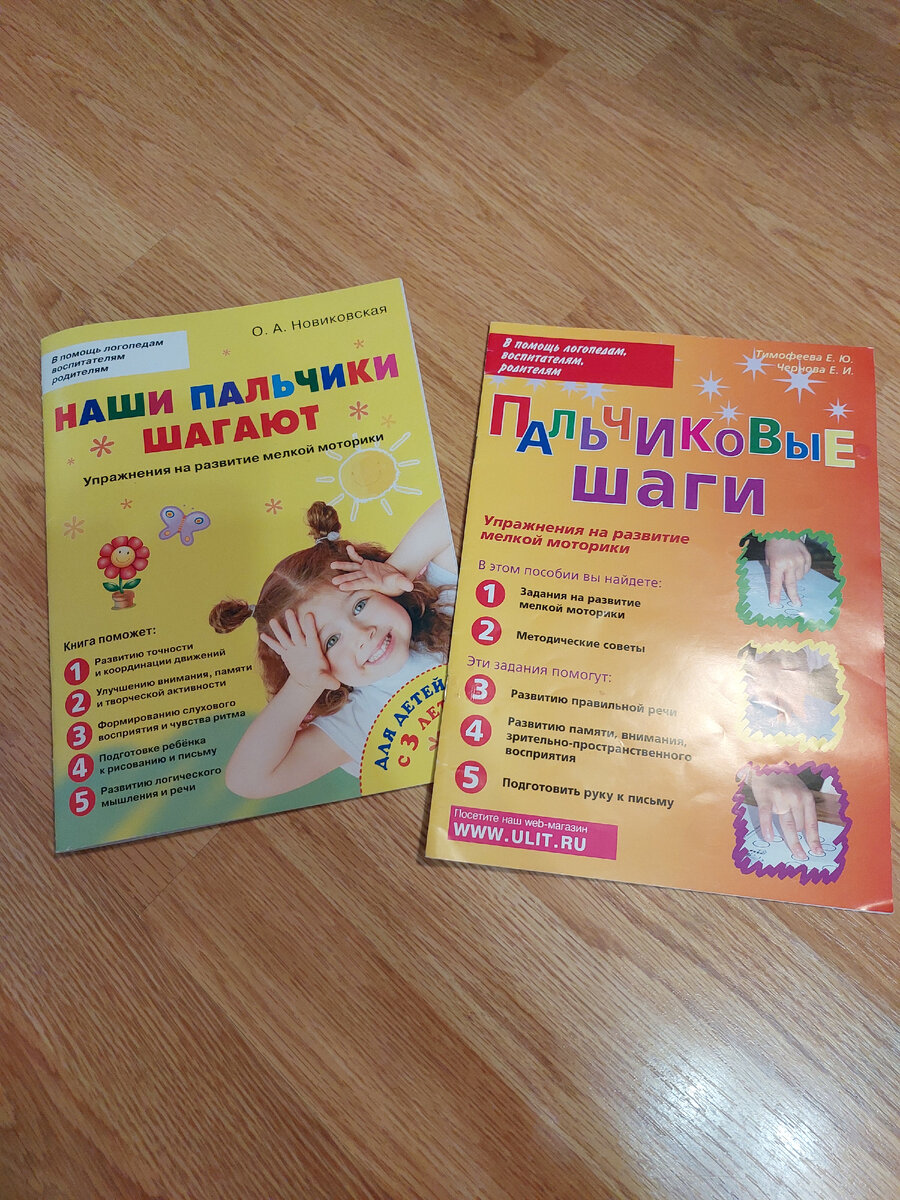 О. А. Новиковская
В помощь логопедам
воспитателям
родителям
НАШИ ПАЛЬЧИКИ
ШАГАЮТ
Упражнения на развитие мелкой моторики
Книга поможет:
1 Развитию точности
и координации движений
2 Улучшению внимания, памяти
и творческой активности
3 Формированию слухового
восприятия и чувства ритма
4 Подготовке ребёнка
к рисованию и письму
5 Развитию логического
мышления и речи
ДЛЯ ДЕТЕЙ
С 3 ЛЕТ
В помощь логопедам,
воспитателям,
родителям
Тимофеева Е. Ю.
Чернова Е. И.
ПАЛЬЧИКОВЫЕ
шаги
Упражнения на развитие
мелкой моторики
В этом пособии вы найдете:
1 Задания на развитие
мелкой моторики
2 Методические советы
Эти задания помогут:
3 Развитию правильной речи
4 Развитию памяти, внимания,
зрительно-пространственного
восприятия
5 Подготовить руку к письму
Посетите наш web-магазин
WWW.ULIT.RU